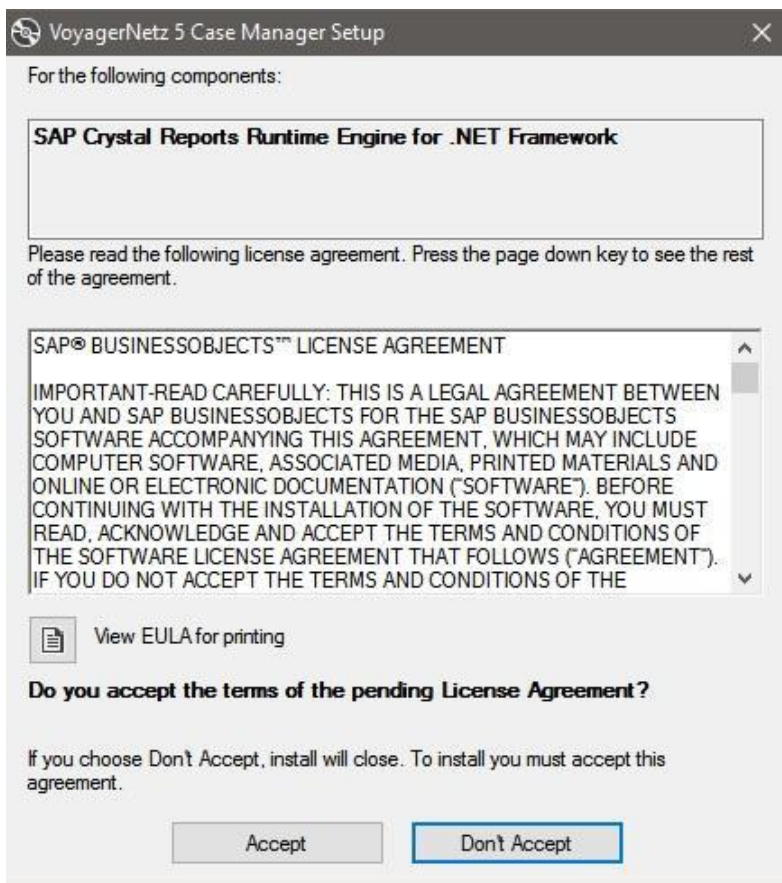 VoyagerNetz 5 Case Manager Setup
For the following components:
SAP Crystal Reports Runtime Engine for .NET Framework
Please read the following license agreement. Press the page down key to see the rest
of the agreement.
SAP® BUSINESSOBJECTS™ LICENSE AGREEMENT
IMPORTANT-READ CAREFULLY: THIS IS A LEGAL AGREEMENT BETWEEN
YOU AND SAP BUSINESSOBJECTS FOR THE SAP BUSINESSOBJECTS
SOFTWARE ACCOMPANYING THIS AGREEMENT, WHICH MAY INCLUDE
COMPUTER SOFTWARE, ASSOCIATED MEDIA, PRINTED MATERIALS AND
ONLINE OR ELECTRONIC DOCUMENTATION ("SOFTWARE"). BEFORE
CONTINUING WITH THE INSTALLATION OF THE SOFTWARE, YOU MUST
READ, ACKNOWLEDGE AND ACCEPT THE TERMS AND CONDITIONS OF
THE SOFTWARE LICENSE AGREEMENT THAT FOLLOWS ("AGREEMENT").
IF YOU DO NOT ACCEPT THE TERMS AND CONDITIONS OF THE
View EULA for printing
Do you accept the terms of the pending License Agreement?
If you choose Don't Accept, install will close. To install you must accept this
agreement.
Accept
Don't Accept